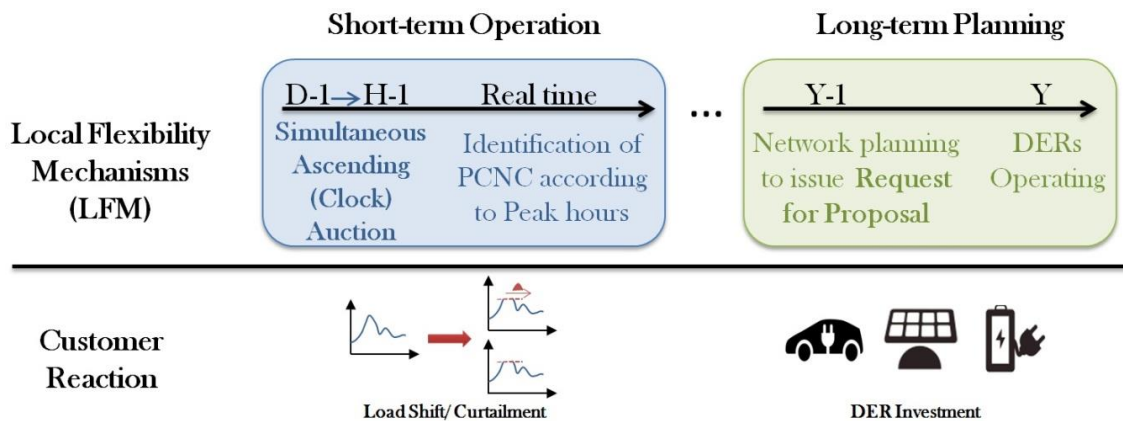 Short-term Operation
Long-term Planning
D-1→H-1
Real time
...
Y-1
Y
Local Flexibility
Mechanisms
(LFM)
Simultaneous
Ascending
(Clock)
Auction
Identification of
PCNC according
to Peak hours
Network planning
to issue Request
for Proposal
DERs
Operating
Customer
Reaction
Load Shift/ Curtailment
DER Investment